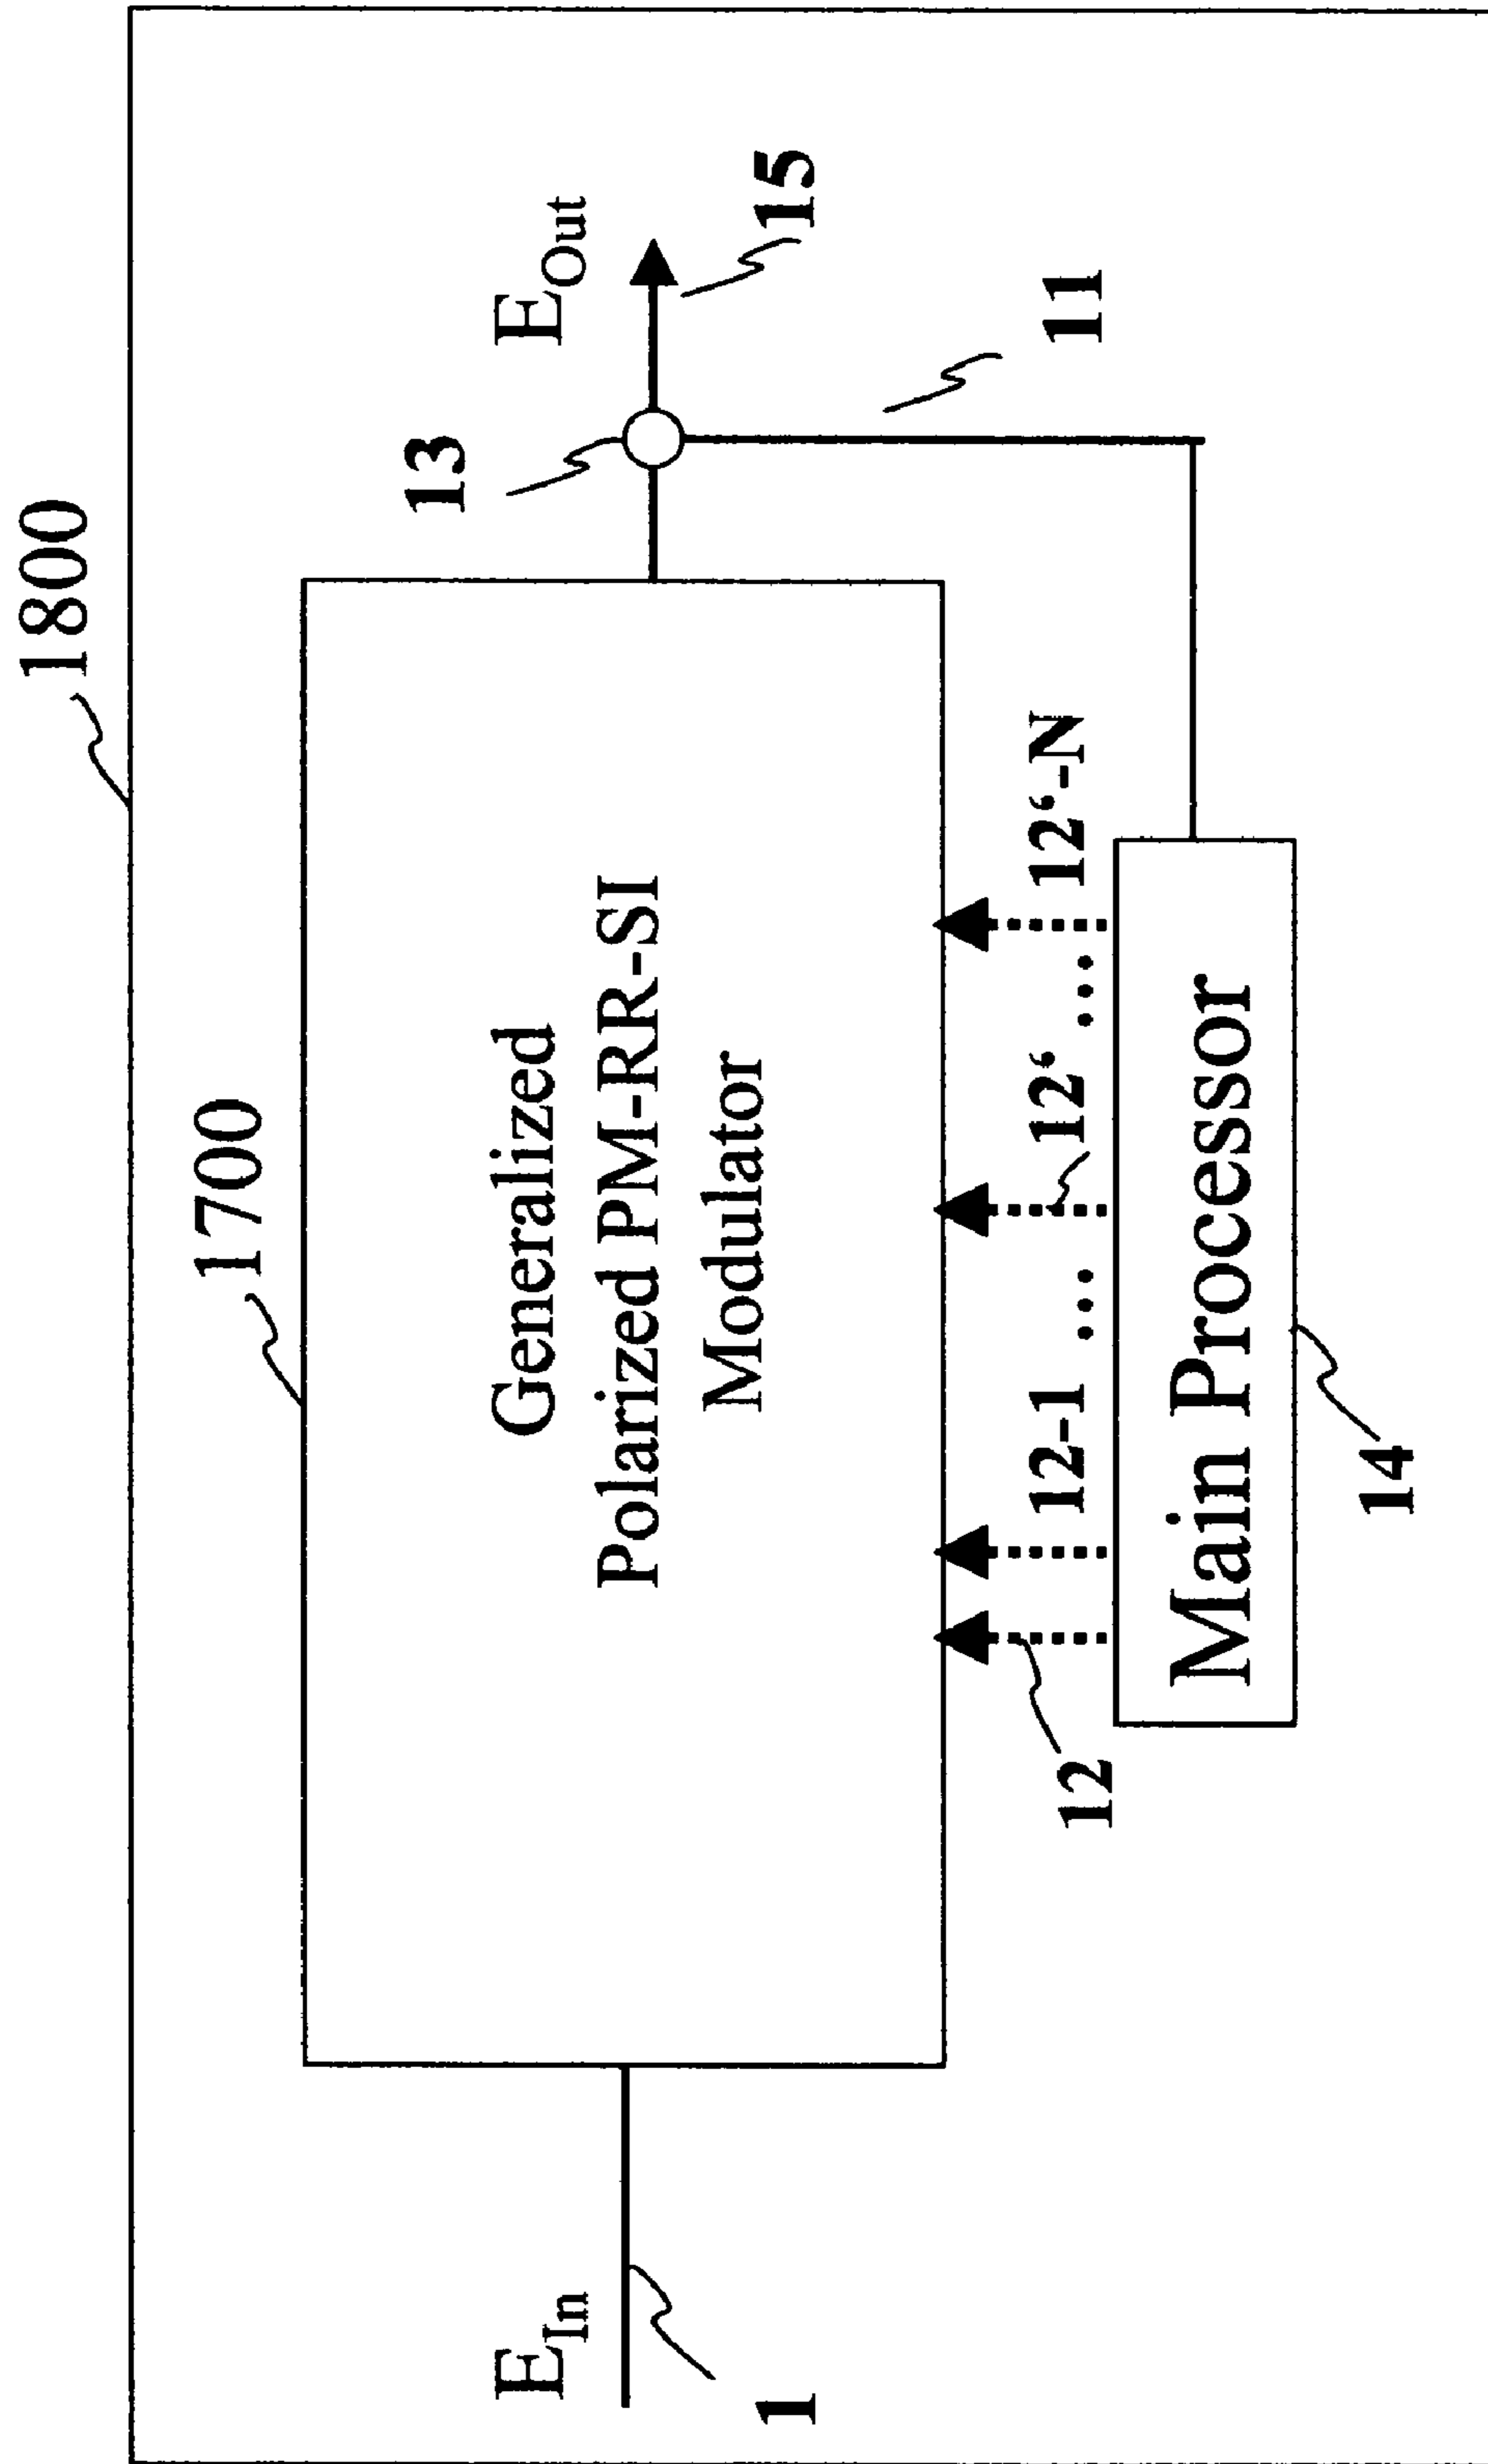 1800
1700
E_In
1
Generalized
Polarized PM-RR-SI
Modulator
13
E_Out
15
11
12
12-1
...
12‘
...
12‘-N
Main Processor
14